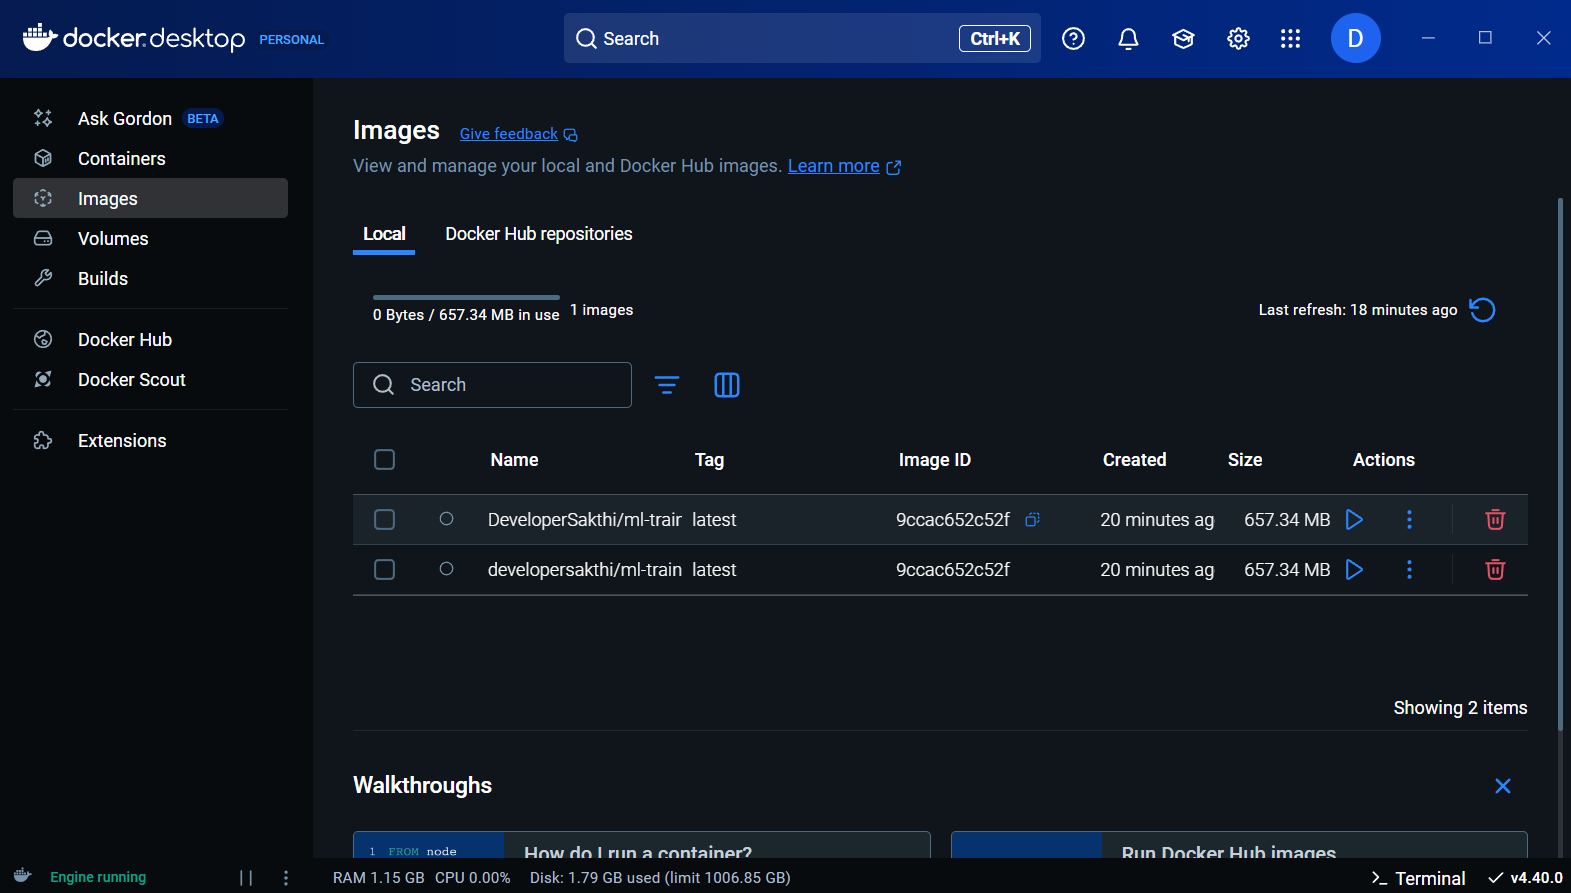 docker.desktop PERSONAL
Search Ctrl+K
D
Ask Gordon BETA
Containers
Images
Volumes
Builds
Docker Hub
Docker Scout
Extensions
Images Give feedback
View and manage your local and Docker Hub images. Learn more
Local Docker Hub repositories
0 Bytes / 657.34 MB in use 1 images
Last refresh: 18 minutes ago
Search
Name Tag Image ID Created Size Actions
DeveloperSakthi/ml-train latest 9ccac652c52f 20 minutes ag 657.34 MB
developersakthi/ml-train latest 9ccac652c52f 20 minutes ag 657.34 MB
Showing 2 items
Walkthroughs
1 FROM node
How do I run a container?
Run Docker Hub images
Engine running
RAM 1.15 GB CPU 0.00% Disk: 1.79 GB used (limit 1006.85 GB)
>_ Terminal
v4.40.0